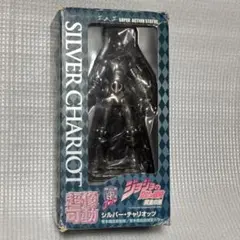 SUPER ACTION STATUE
SILVER CHARIOT
ジョジョの
奇妙な冒険
超像
可動
シルバー・チャリオッツ